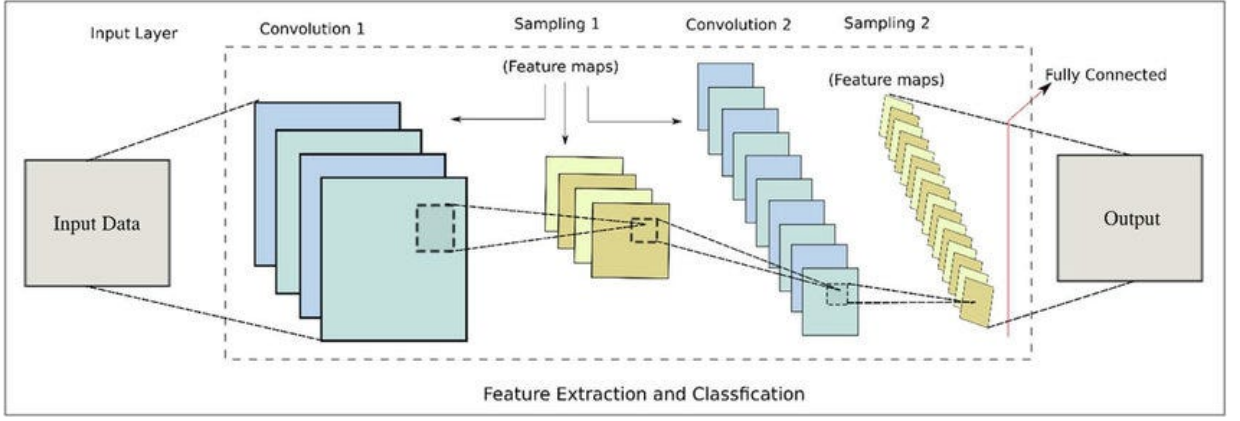 Input Layer
Convolution 1
Sampling 1
Convolution 2
Sampling 2
(Feature maps)
(Feature maps)
Fully Connected
Input Data
Output
Feature Extraction and Classfication